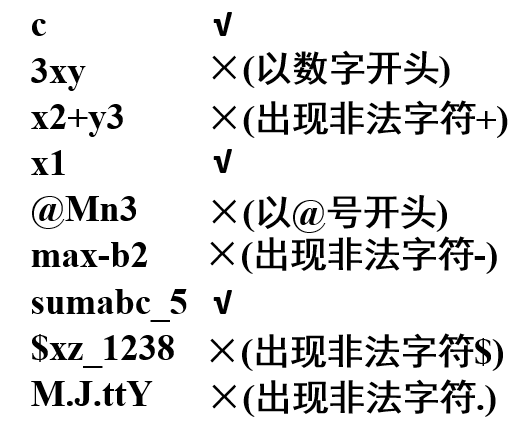 c √
3xy ×(以数字开头)
x2+y3 ×(出现非法字符+)
x1 √
@Mn3 ×(以@号开头)
max-b2 ×(出现非法字符-)
sumabc_5 √
$xz_1238 ×(出现非法字符$)
M.J.ttY ×(出现非法字符.)